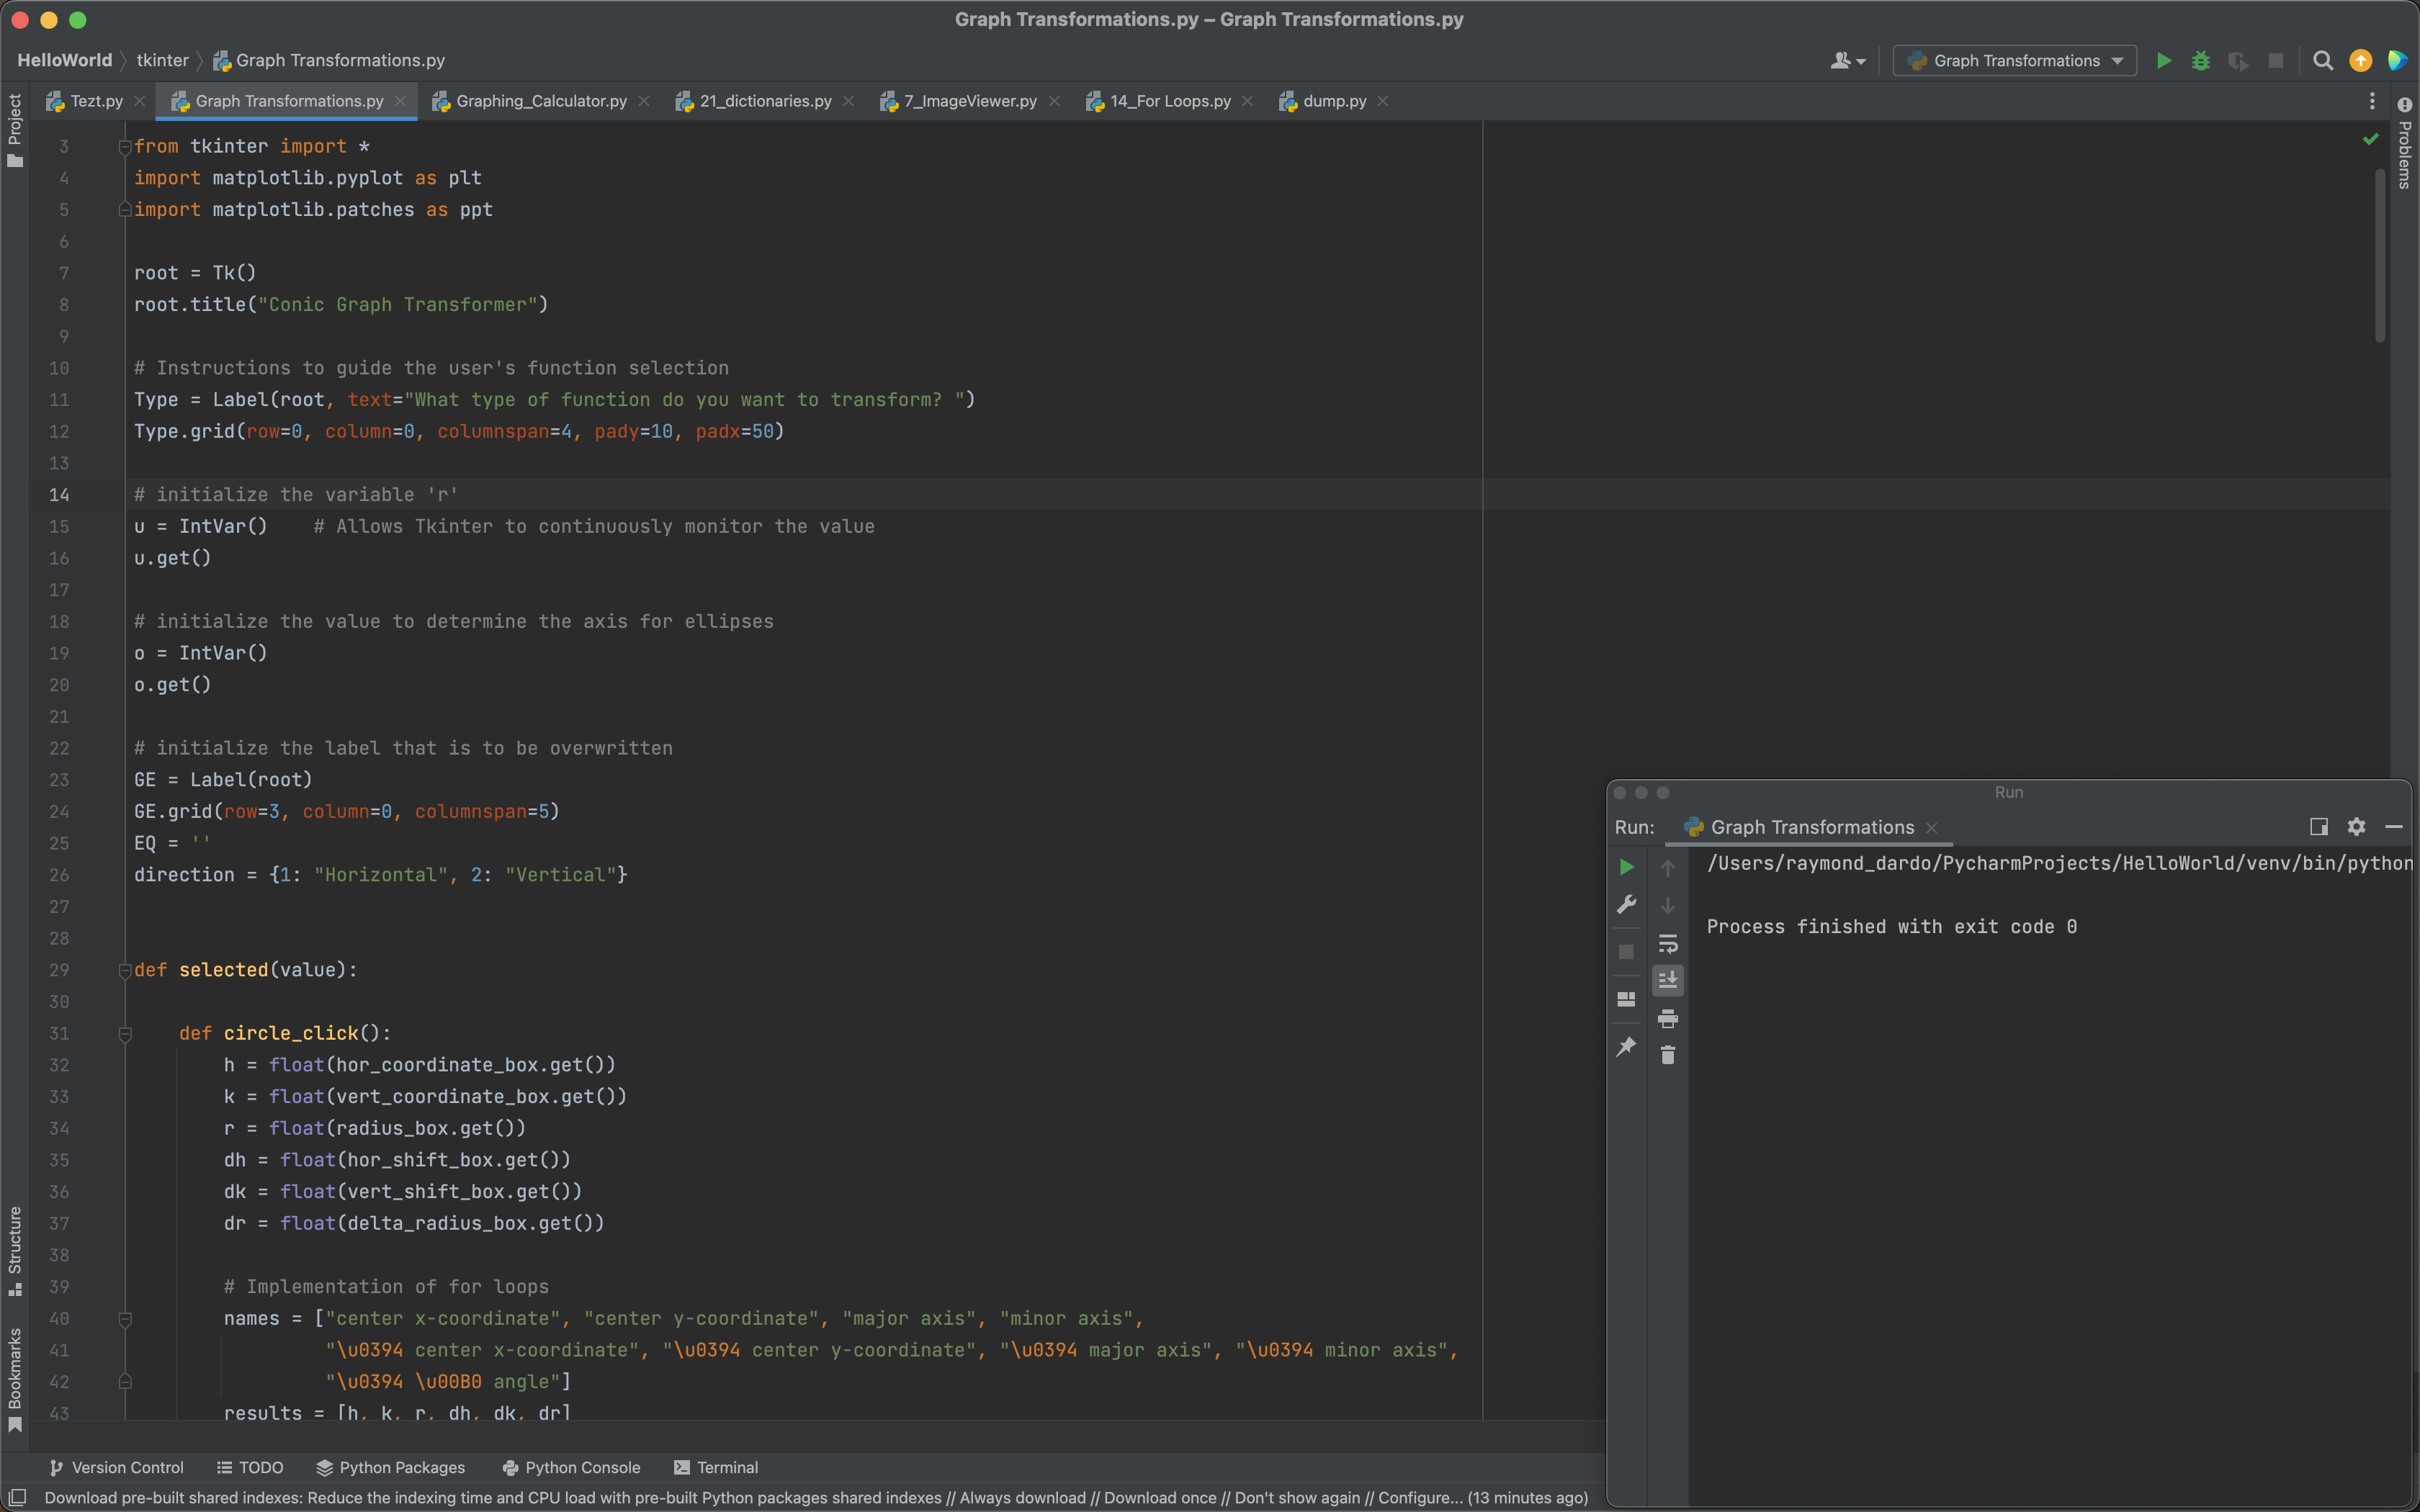 Graph Transformations.py – Graph Transformations.py
HelloWorld tkinter Graph Transformations.py
Graph Transformations
Tezt.py Graph Transformations.py Graphing_Calculator.py 21_dictionaries.py 7_ImageViewer.py 14_For Loops.py dump.py
Project
Problems
3 from tkinter import *
4 import matplotlib.pyplot as plt
5 import matplotlib.patches as ppt
6
7 root = Tk()
8 root.title("Conic Graph Transformer")
9
10 # Instructions to guide the user's function selection
11 Type = Label(root, text="What type of function do you want to transform? ")
12 Type.grid(row=0, column=0, columnspan=4, pady=10, padx=50)
13
14 # initialize the variable 'r'
15 u = IntVar()    # Allows Tkinter to continuously monitor the value
16 u.get()
17
18 # initialize the value to determine the axis for ellipses
19 o = IntVar()
20 o.get()
21
22 # initialize the label that is to be overwritten
23 GE = Label(root)
24 GE.grid(row=3, column=0, columnspan=5)
25 EQ = ''
26 direction = {1: "Horizontal", 2: "Vertical"}
27
28
29 def selected(value):
30
31     def circle_click():
32         h = float(hor_coordinate_box.get())
33         k = float(vert_coordinate_box.get())
34         r = float(radius_box.get())
35         dh = float(hor_shift_box.get())
36         dk = float(vert_shift_box.get())
37         dr = float(delta_radius_box.get())
38
39         # Implementation of for loops
40         names = ["center x-coordinate", "center y-coordinate", "major axis", "minor axis",
41                  "\u0394 center x-coordinate", "\u0394 center y-coordinate", "\u0394 major axis", "\u0394 minor axis",
42                  "\u0394 \u00B0 angle"]
43         results = [h, k, r, dh, dk, dr]
Structure
Bookmarks
Run
Run: Graph Transformations
/Users/raymond_dardo/PycharmProjects/HelloWorld/venv/bin/python
Process finished with exit code 0
Version Control TODO Python Packages Python Console Terminal
Download pre-built shared indexes: Reduce the indexing time and CPU load with pre-built Python packages shared indexes // Always download // Download once // Don't show again // Configure... (13 minutes ago)